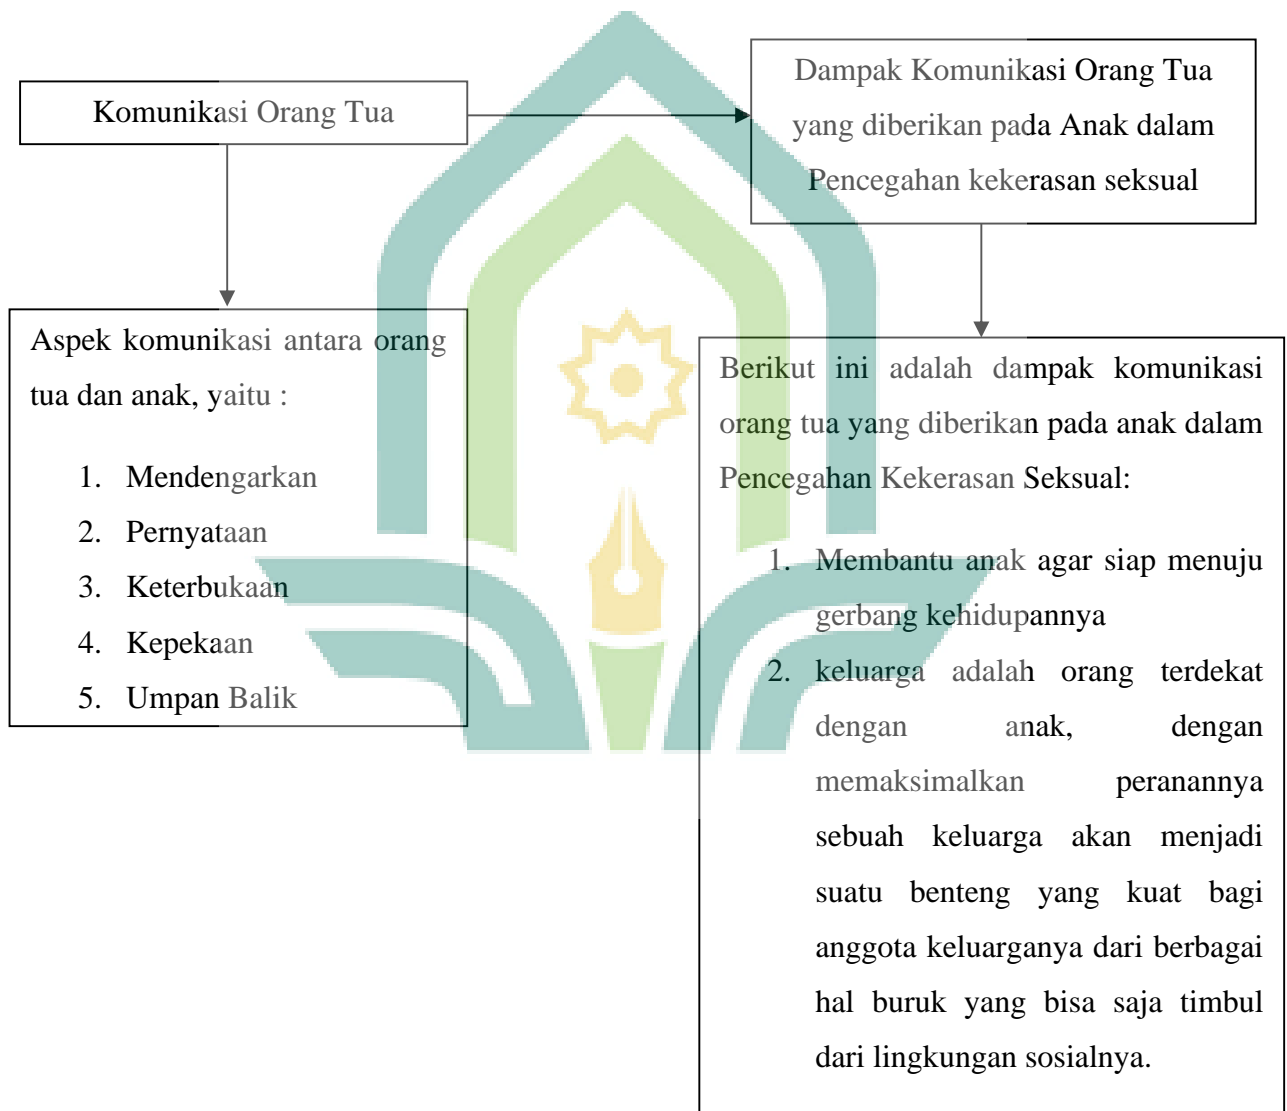 Komunikasi Orang Tua
Dampak Komunikasi Orang Tua
yang diberikan pada Anak dalam
Pencegahan kekerasan seksual
Aspek komunikasi antara orang
tua dan anak, yaitu :
1. Mendengarkan
2. Pernyataan
3. Keterbukaan
4. Kepekaan
5. Umpan Balik
Berikut ini adalah dampak komunikasi
orang tua yang diberikan pada anak dalam
Pencegahan Kekerasan Seksual:
1. Membantu anak agar siap menuju
gerbang kehidupannya
2. keluarga adalah orang terdekat
dengan anak, dengan
memaksimalkan peranannya
sebuah keluarga akan menjadi
suatu benteng yang kuat bagi
anggota keluarganya dari berbagai
hal buruk yang bisa saja timbul
dari lingkungan sosialnya.